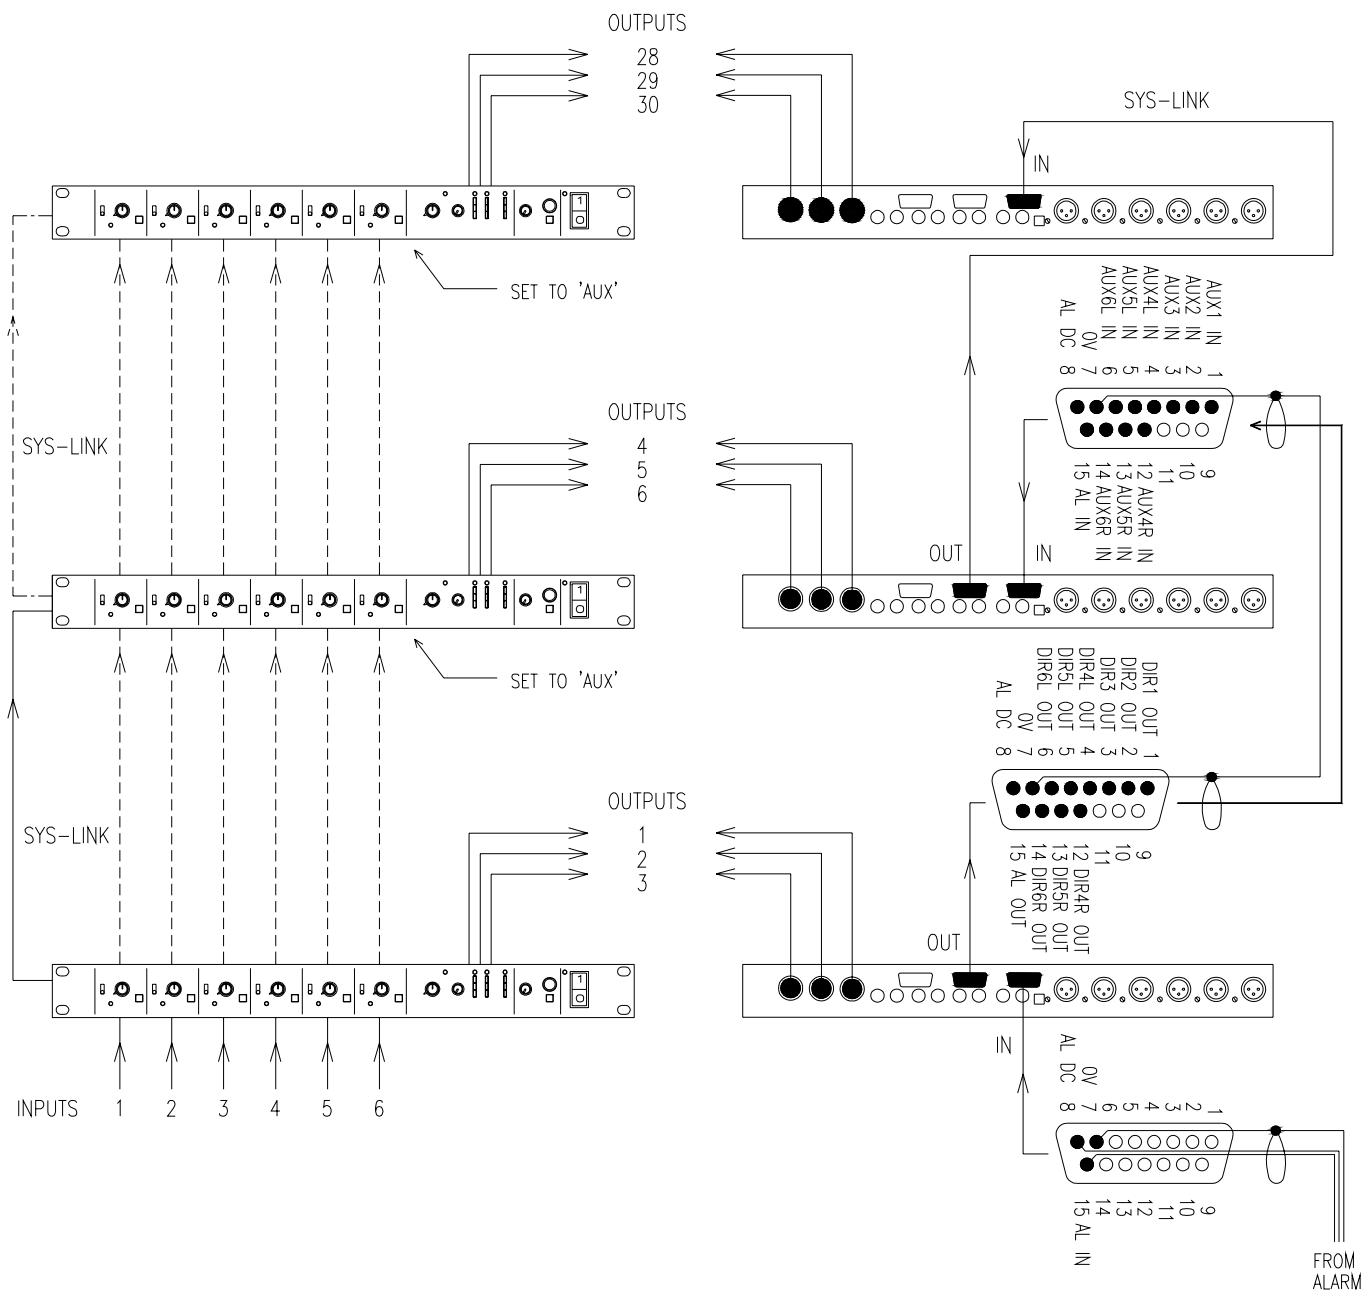 OUTPUTS
28
29
30
SYS-LINK
IN
1
0
SET TO 'AUX'
AUX1 IN
AUX2 IN
AUX3 IN
AUX4L IN
AUX5L IN
AUX6L IN
0V
AL DC
8 7 6 5 4 3 2 1
15 AL IN
14 AUX6R IN
13 AUX5R IN
12 AUX4R IN
11
10
9
OUTPUTS
4
5
6
SYS-LINK
OUT
IN
1
0
SET TO 'AUX'
DIR1 OUT
DIR2 OUT
DIR3 OUT
DIR4L OUT
DIR5L OUT
DIR6L OUT
0V
AL DC
8 7 6 5 4 3 2 1
15 AL OUT
14 DIR6R OUT
13 DIR5R OUT
12 DIR4R OUT
11
10
9
OUTPUTS
1
2
3
SYS-LINK
OUT
1
0
IN
AL DC
0V
8 7 6 5 4 3 2 1
INPUTS 1 2 3 4 5 6
15 AL IN
14
13
12
11
10
9
FROM
ALARM